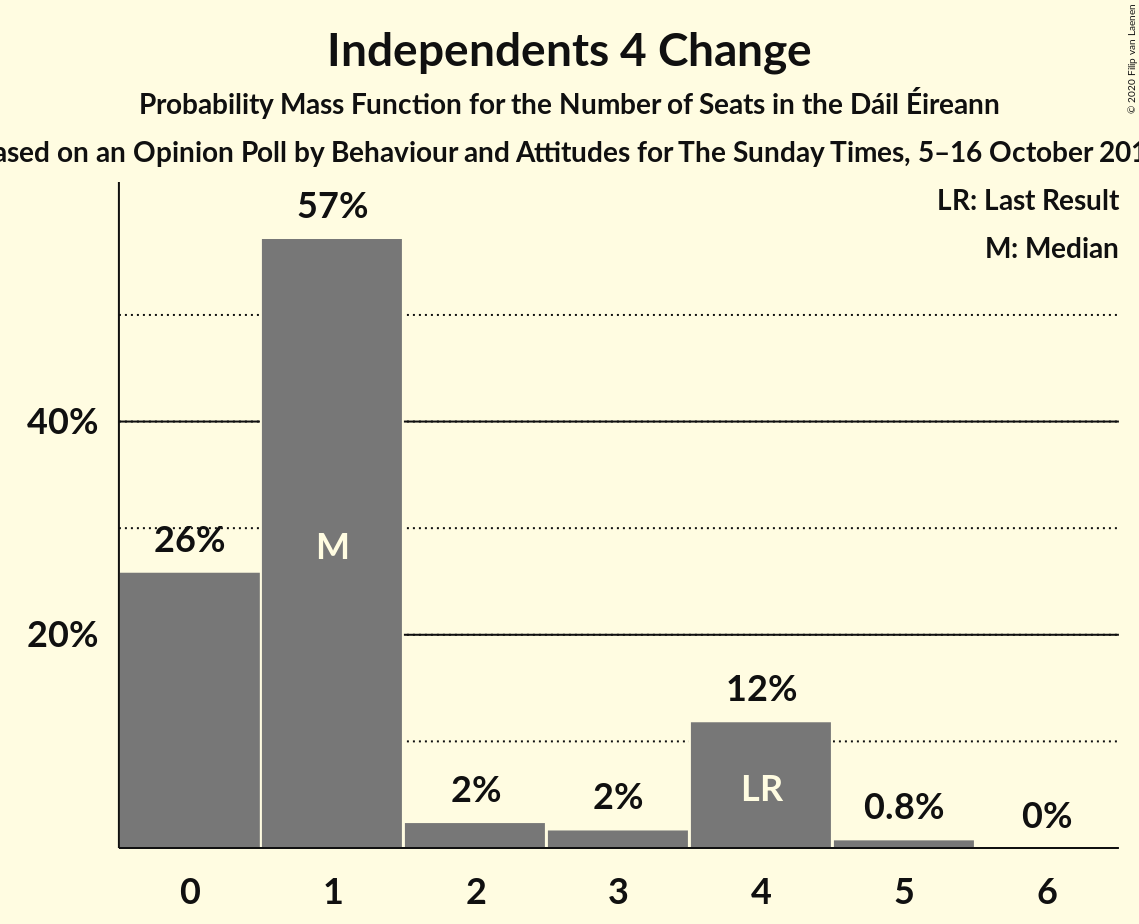 Independents 4 Change
Probability Mass Function for the Number of Seats in the Dáil Éireann
on an Opinion Poll by Behaviour and Attitudes for The Sunday Times, 5–16 October
© 2020 Filip van Laenen
LR: Last Result
M: Median
57%
40%
26%
M
20%
12%
LR
2%
2%
0.8%
0%
0 1 2 3 4 5 6